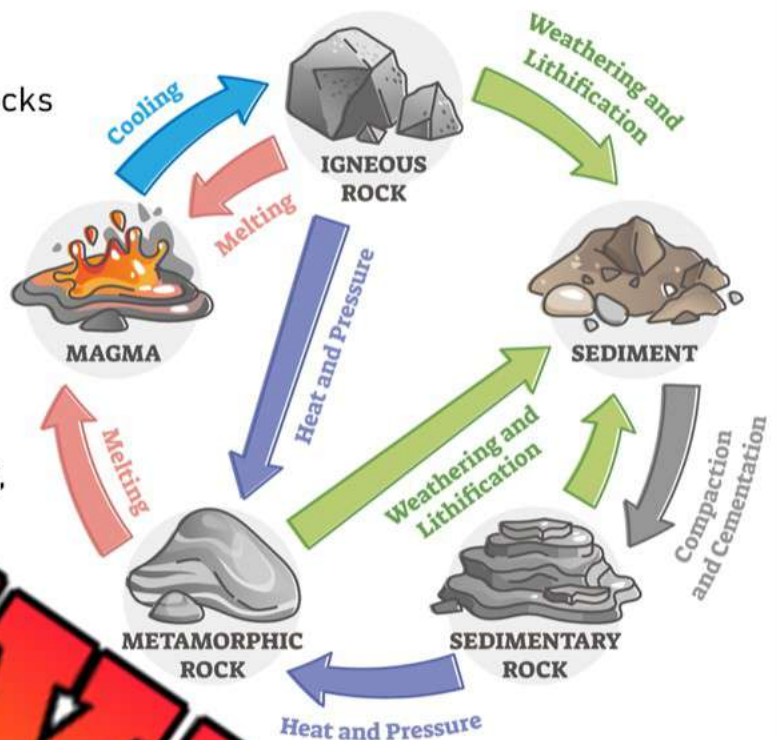 cks
Cooling
IGNEOUS
ROCK
Weathering and
Lithification
Melting
MAGMA
Heat and Pressure
SEDIMENT
Melting
Weathering and
Lithification
Compaction
and Cementation
METAMORPHIC
ROCK
SEDIMENTARY
ROCK
Heat and Pressure